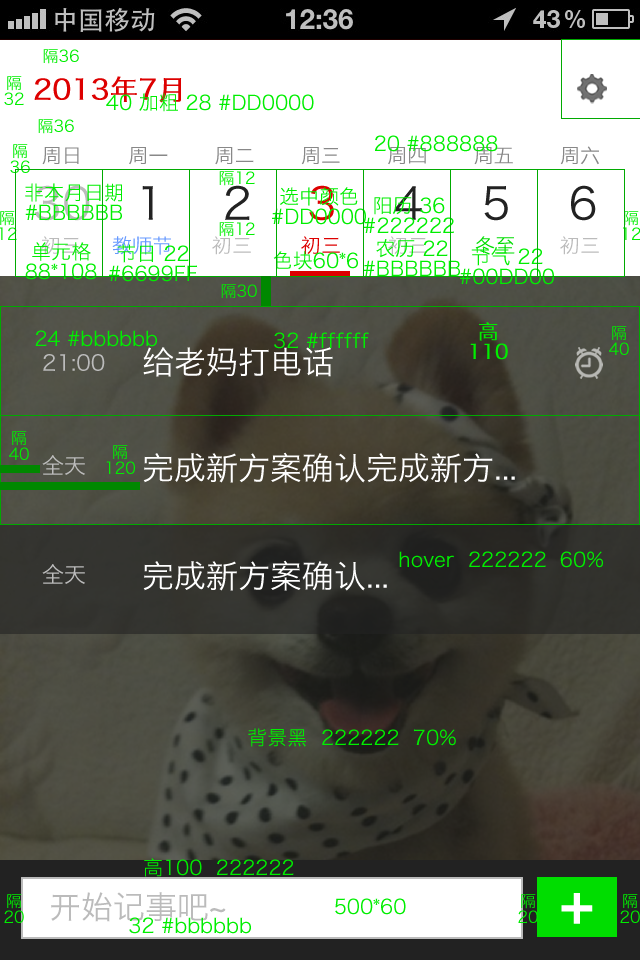 中国移动 12:36 43%
隔36
隔32
2013年7月
40 加粗 28 #DD0000
隔36
20 #888888
隔36
周日 周一 周二 周三 周四 周五 周六
30 1 2 3 4 5 6
非本月日期
#BBBBBB
隔12
选中颜色
#DD0000
阳历 36
#222222
隔12
隔12
隔12
初三 教师节 初三 初三 初三 冬至 初三
单元格
88*108
节日 22
#6699FF
色块60*6
农历 22
#BBBBBB
节气 22
#00DD00
隔30
24 #bbbbbb
32 #ffffff
高110
隔40
21:00 给老妈打电话
隔40
隔120
全天 完成新方案确认完成新方...
全天 完成新方案确认...
hover 222222 60%
背景黑 222222 70%
高100 222222
隔20
开始记事吧~
500*60
隔20
隔20
32 #bbbbbb